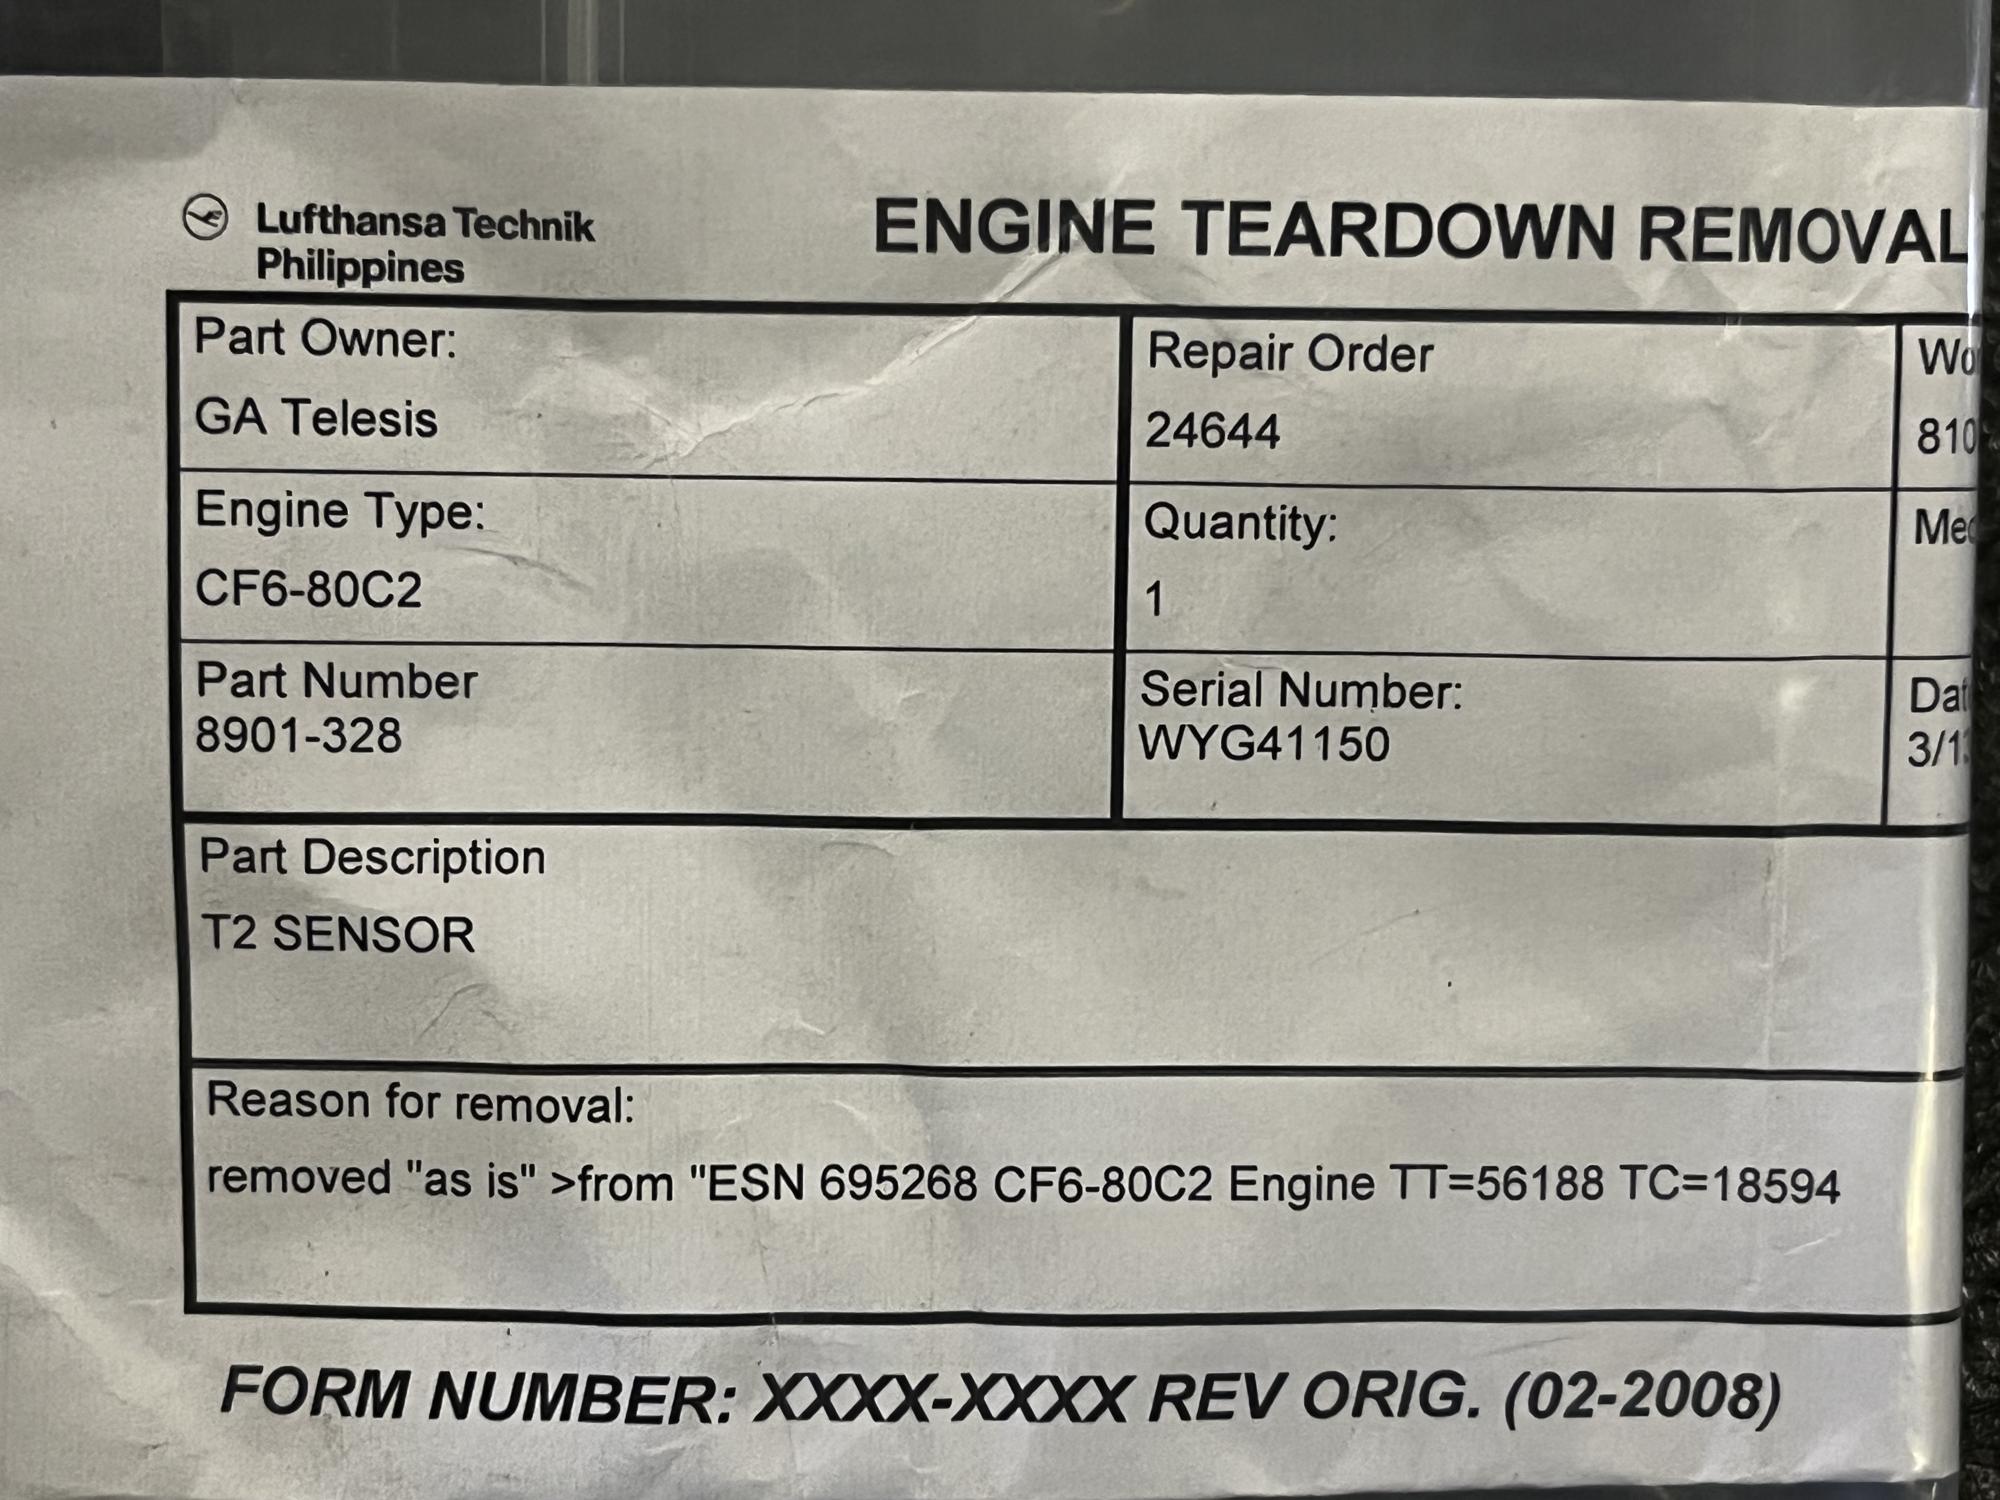 Lufthansa Technik
Philippines
ENGINE TEARDOWN REMOVAL
Part Owner:
GA Telesis
Repair Order
24644
810
Engine Type:
CF6-80C2
Quantity:
1
Part Number
8901-328
Serial Number:
WYG41150
Part Description
T2 SENSOR
Reason for removal:
removed "as is" >from "ESN 695268 CF6-80C2 Engine TT=56188 TC=18594
FORM NUMBER: XXXX-XXXX REV ORIG. (02-2008)